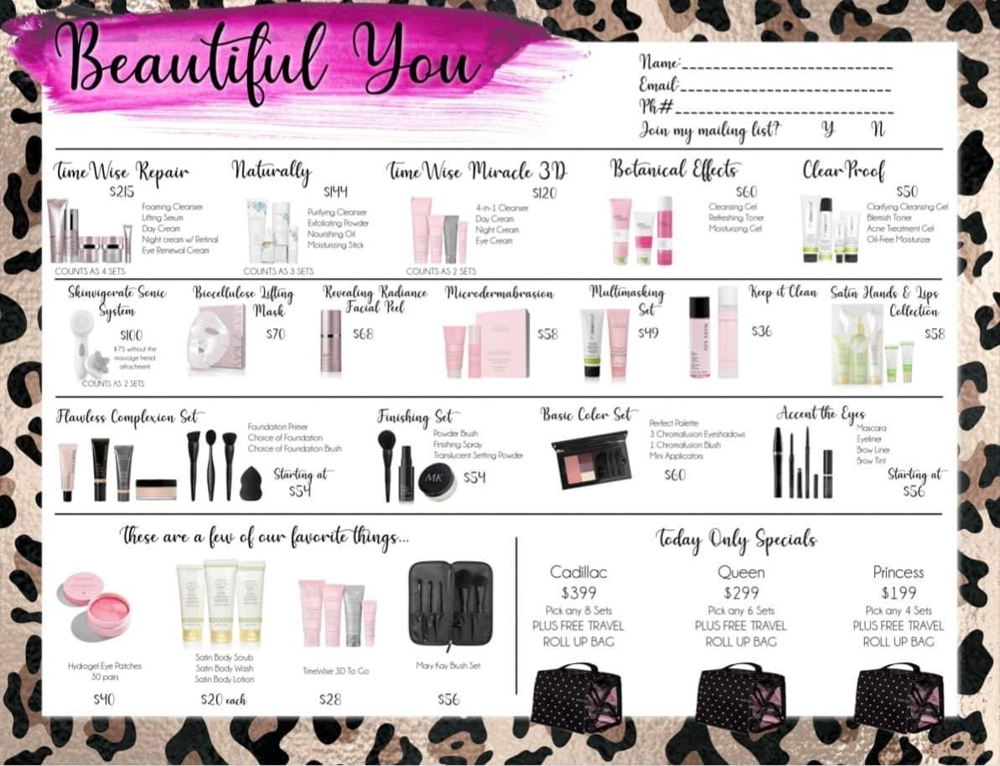 Beautiful You
Name:
Email:
Ph#
Join my mailing list? Y N
TimeWise Repair
$215
Foaming Cleanser
Lifting Serum
Day Cream
Night cream w/ Retinal
Eye Renewal Cream
COUNTS AS 4 SETS
Naturally
$144
Purifying Cleanser
Exfoliating Powder
Nourishing Oil
Moisturizing Stick
COUNTS AS 3 SETS
TimeWise Miracle 3D
$120
4-in-1 Cleanser
Day Cream
Night Cream
Eye Cream
COUNTS AS 2 SETS
Botanical Effects
$60
Cleansing Gel
Refreshing Toner
Moisturizing Gel
ClearProof
$50
Clarifying Cleansing Gel
Blemish Toner
Acne Treatment Gel
Oil-Free Moisturizer
Skinvigorate Sonic
System
$100
$75 without the
massage head
attachment
COUNTS AS 2 SETS
Biocellulose Lifting
Mask
$70
Revealing Radiance
Facial Peel
$68
Microdermabrasion
$58
Multimasking
Set
$49
Keep it Clean
$36
Satin Hands & Lips
Collection
$58
Flawless Complexion Set
Foundation Primer
Choice of Foundation
Choice of Foundation Brush
Starting at
$54
Finishing Set
Powder Brush
Finishing Spray
Translucent Setting Powder
$54
MK
Basic Color Set
Perfect Palette
3 Chromafusion Eyeshadows
1 Chromafusion Blush
Mini Applicators
$60
Accent the Eyes
Mascara
Eyeliner
Brow Liner
Brow Tint
Starting at
$56
These are a few of our favorite things...
Hydrogel Eye Patches
30 pairs
$40
Satin Body Scub
Satin Body Wash
Satin Body Lotion
$20 each
TimeWise 3D To Go
$28
Mary Kay Brush Set
$56
Today Only Specials
Cadillac
$399
Pick any 8 Sets
PLUS FREE TRAVEL
ROLL UP BAG
Queen
$299
Pick any 6 Sets
PLUS FREE TRAVEL
ROLL UP BAG
Princess
$199
Pick any 4 Sets
PLUS FREE TRAVEL
ROLL UP BAG